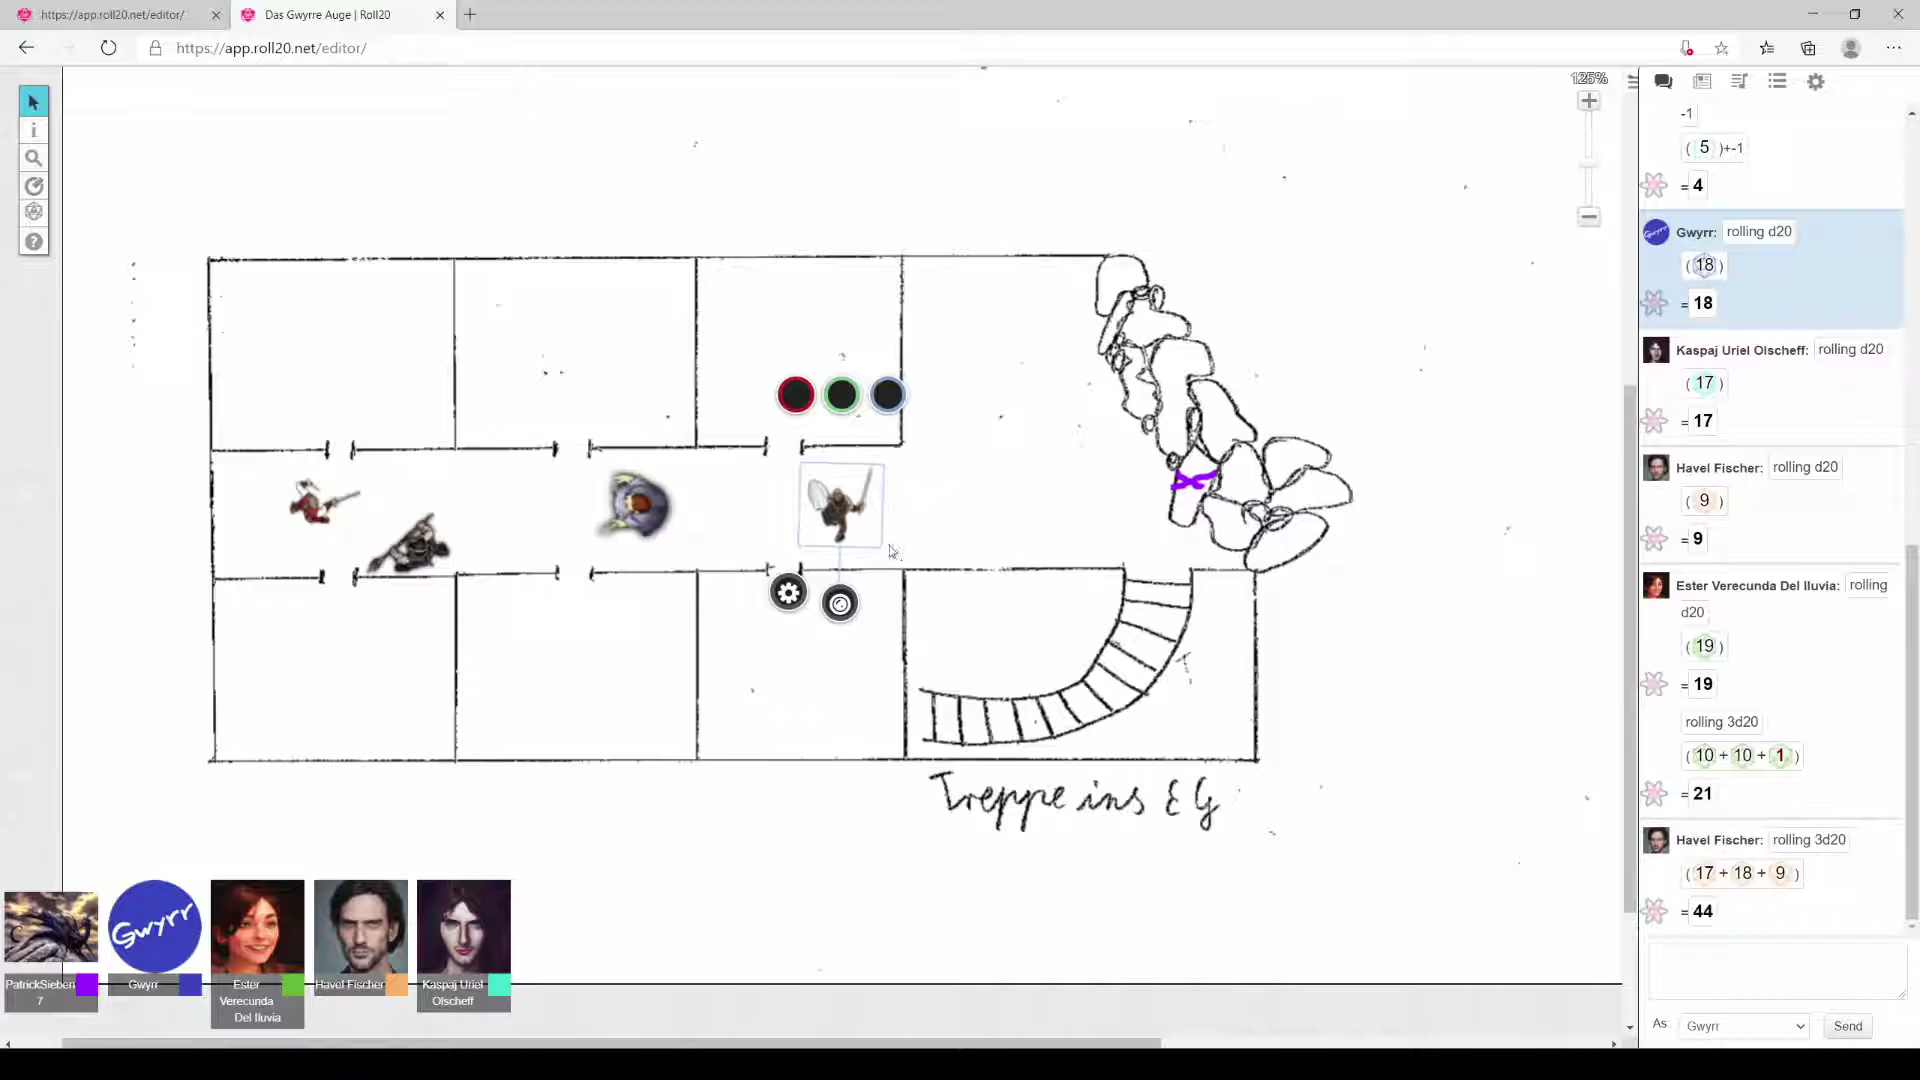 https://app.roll20.net/editor/
Das Gwyrre Auge | Roll20
https://app.roll20.net/editor/
125%
-1
( 5 )+-1
= 4
Gwyrr: rolling d20
( 18 )
= 18
Kaspaj Uriel Olscheff: rolling d20
( 17 )
= 17
Havel Fischer: rolling d20
( 9 )
= 9
Ester Verecunda Del lluvia: rolling
d20
( 19 )
= 19
rolling 3d20
( 10 + 10 + 1 )
= 21
Havel Fischer: rolling 3d20
( 17 + 18 + 9 )
= 44
Treppe ins EG
Gwyrr
PatrickSieben
7
Gwyrr
Ester
Verecunda
Del lluvia
Havel Fischer
Kaspaj Uriel
Olscheff
As:
Gwyrr
Send